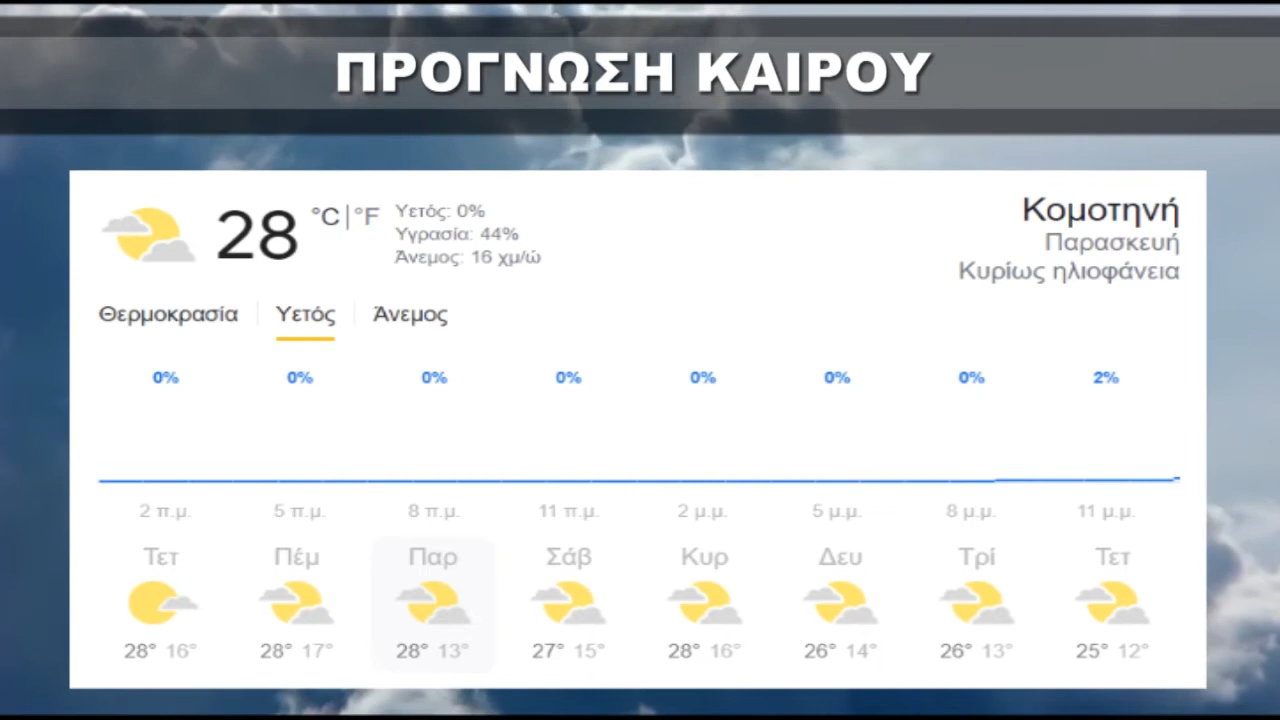 ΠΡΟΓΝΩΣΗ ΚΑΙΡΟΥ
28 °C | °F
Υετός: 0%
Υγρασία: 44%
Άνεμος: 16 χμ/ώ
Κομοτηνή
Παρασκευή
Κυρίως ηλιοφάνεια
Θερμοκρασία Υετός Άνεμος
0% 0% 0% 0% 0% 0% 0% 2%
2 π.μ. 5 π.μ. 8 π.μ. 11 π.μ. 2 μ.μ. 5 μ.μ. 8 μ.μ. 11 μ.μ.
Τετ Πέμ Παρ Σάβ Κυρ Δευ Τρί Τετ
28° 16° 28° 17° 28° 13° 27° 15° 28° 16° 26° 14° 26° 13° 25° 12°